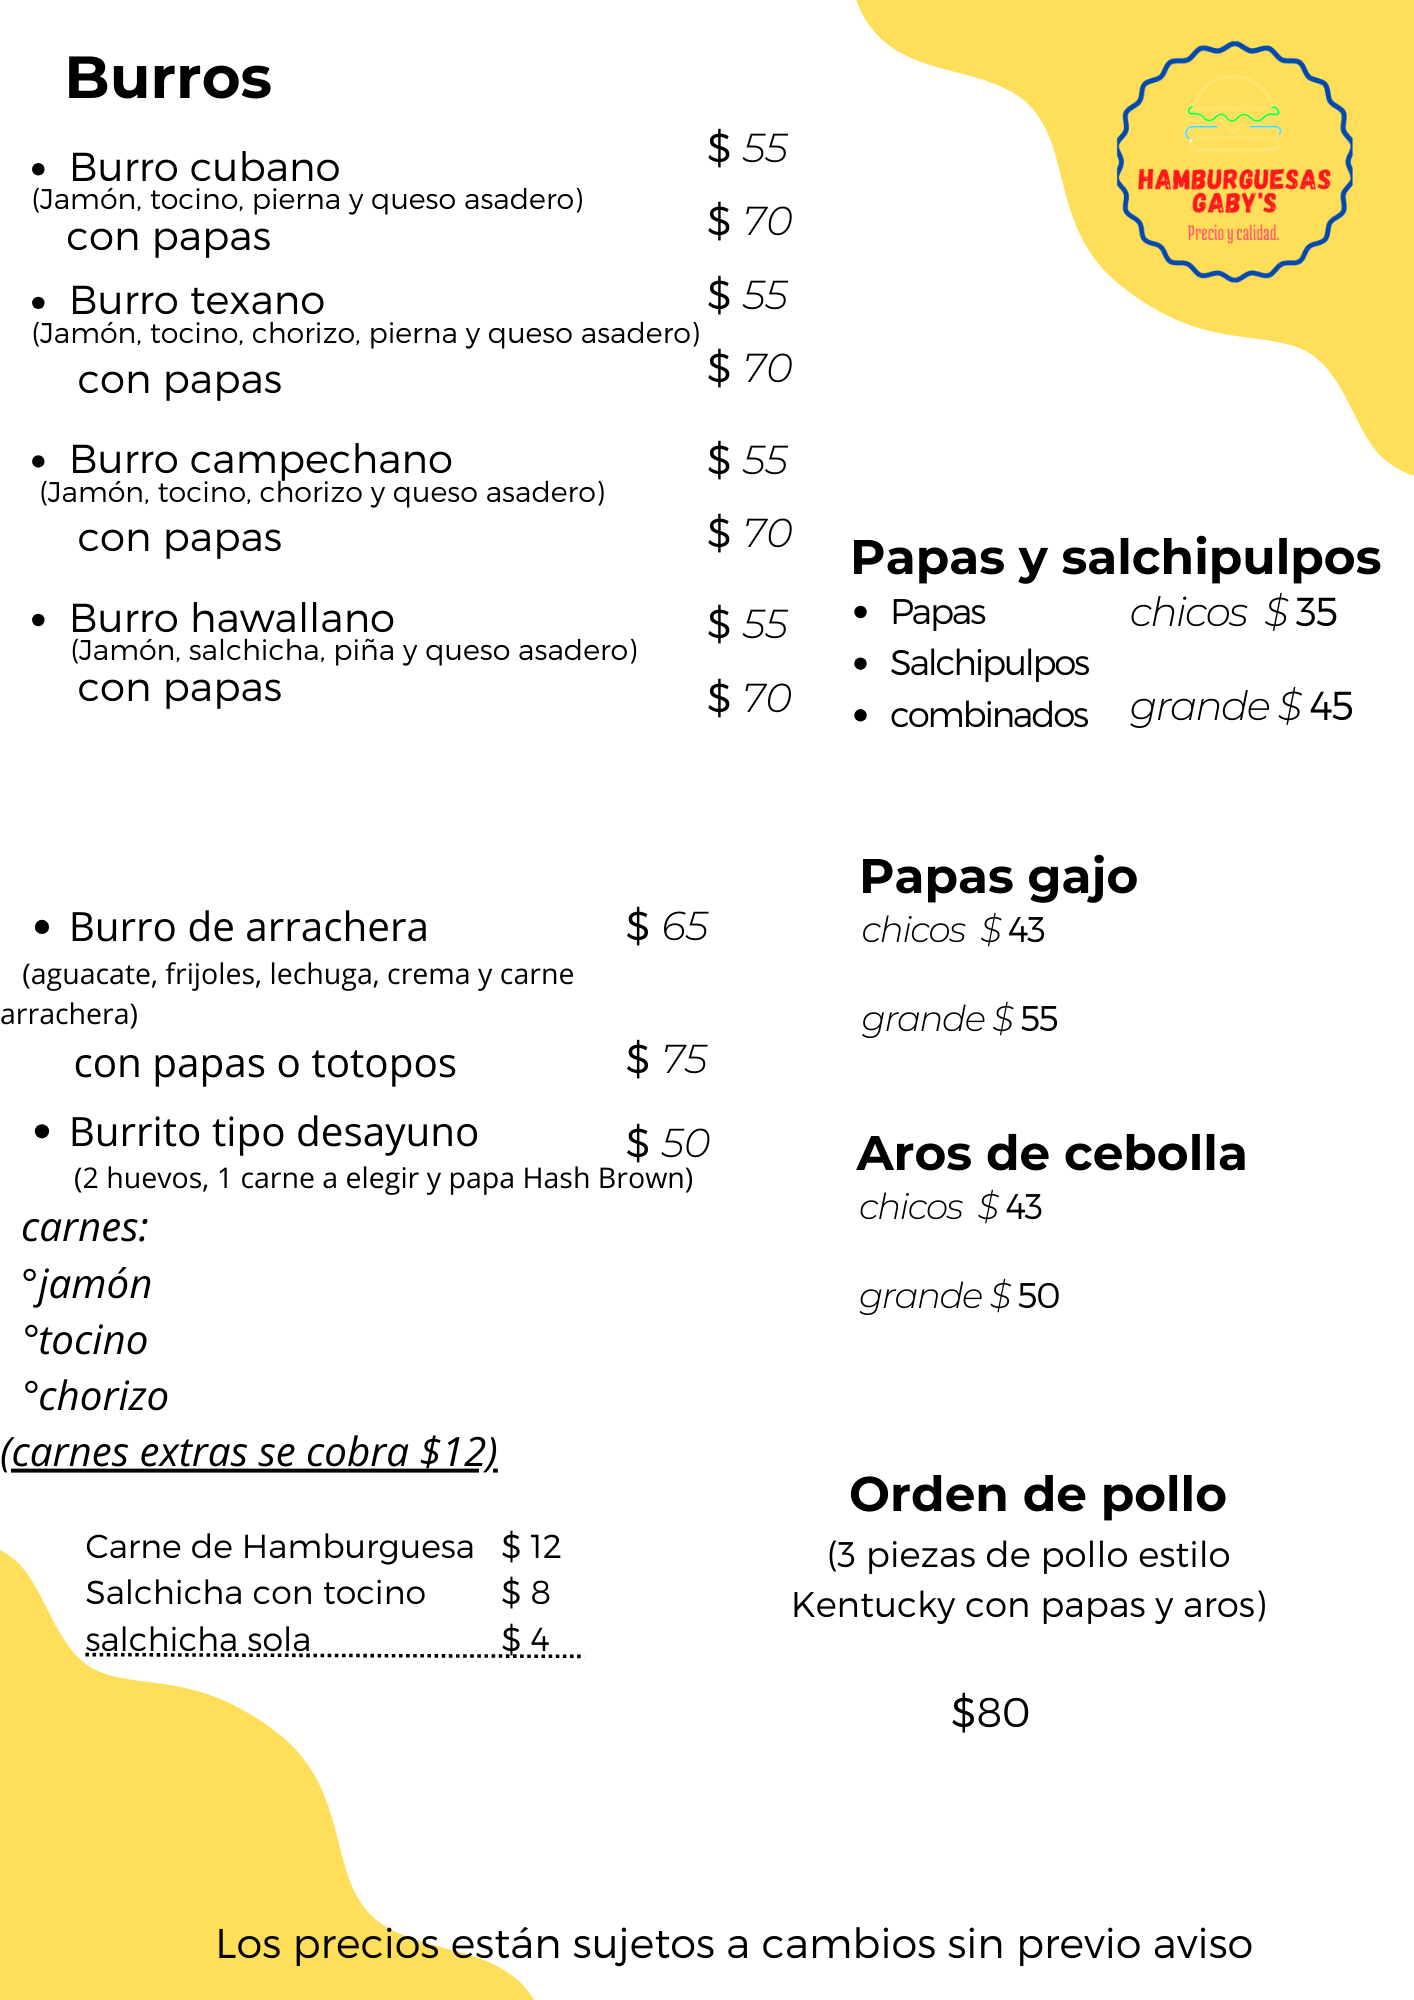 Burros
HAMBURGUESAS
GABY'S
Precio y calidad.
• Burro cubano $ 55
(Jamón, tocino, pierna y queso asadero)
con papas $ 70
• Burro texano $ 55
(Jamón, tocino, chorizo, pierna y queso asadero)
con papas $ 70
• Burro campechano $ 55
(Jamón, tocino, chorizo y queso asadero)
con papas $ 70
• Burro hawallano $ 55
(Jamón, salchicha, piña y queso asadero)
con papas $ 70
• Burro de arrachera $ 65
(aguacate, frijoles, lechuga, crema y carne
arrachera)
con papas o totopos $ 75
• Burrito tipo desayuno $ 50
(2 huevos, 1 carne a elegir y papa Hash Brown)
carnes:
°jamón
°tocino
°chorizo
(carnes extras se cobra $12)
Carne de Hamburguesa $ 12
Salchicha con tocino $ 8
salchicha sola $ 4
Papas y salchipulpos
• Papas chicos $ 35
• Salchipulpos
• combinados grande $ 45
Papas gajo
chicos $ 43
grande $ 55
Aros de cebolla
chicos $ 43
grande $ 50
Orden de pollo
(3 piezas de pollo estilo
Kentucky con papas y aros)
$80
Los precios están sujetos a cambios sin previo aviso